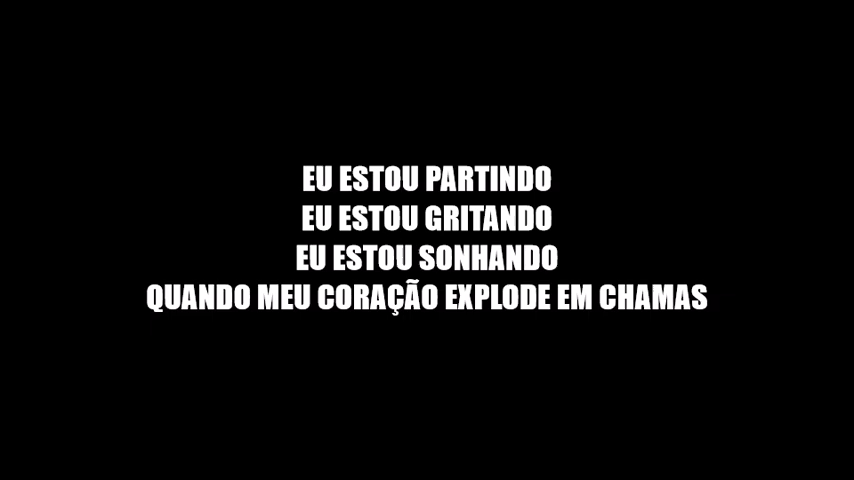 EU ESTOU PARTINDO
EU ESTOU GRITANDO
EU ESTOU SONHANDO
QUANDO MEU CORAÇÃO EXPLODE EM CHAMAS